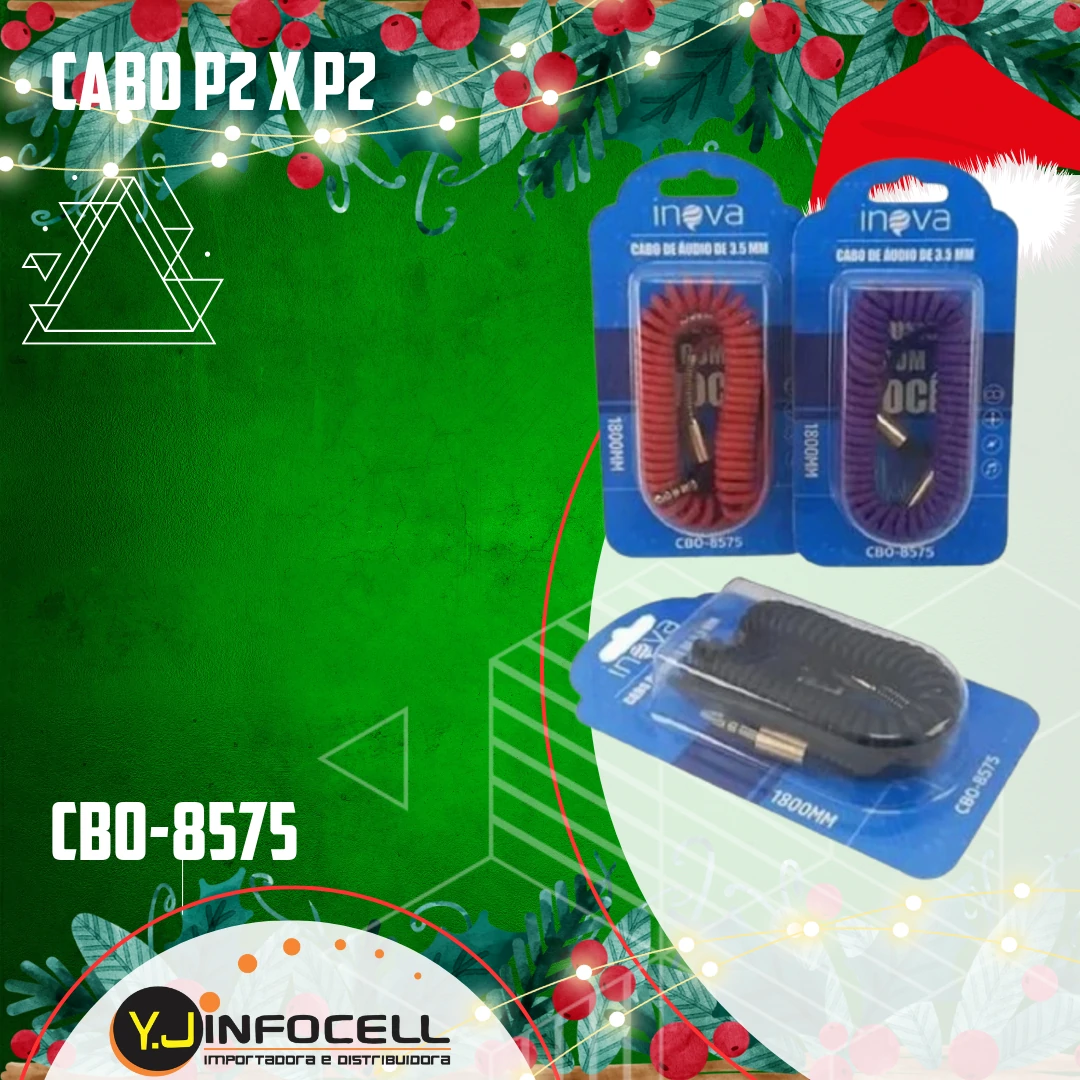 CABO P2 X P2
inova
CABO DE ÁUDIO DE 3.5 MM
1800MM
CBO-8575
inova
CABO DE ÁUDIO DE 3.5 MM
1800MM
CBO-8575
inova
1800MM
CBO-8575
CBO-8575
Y.J INFOCELL
IMPORTADORA E DISTRIBUIDORA